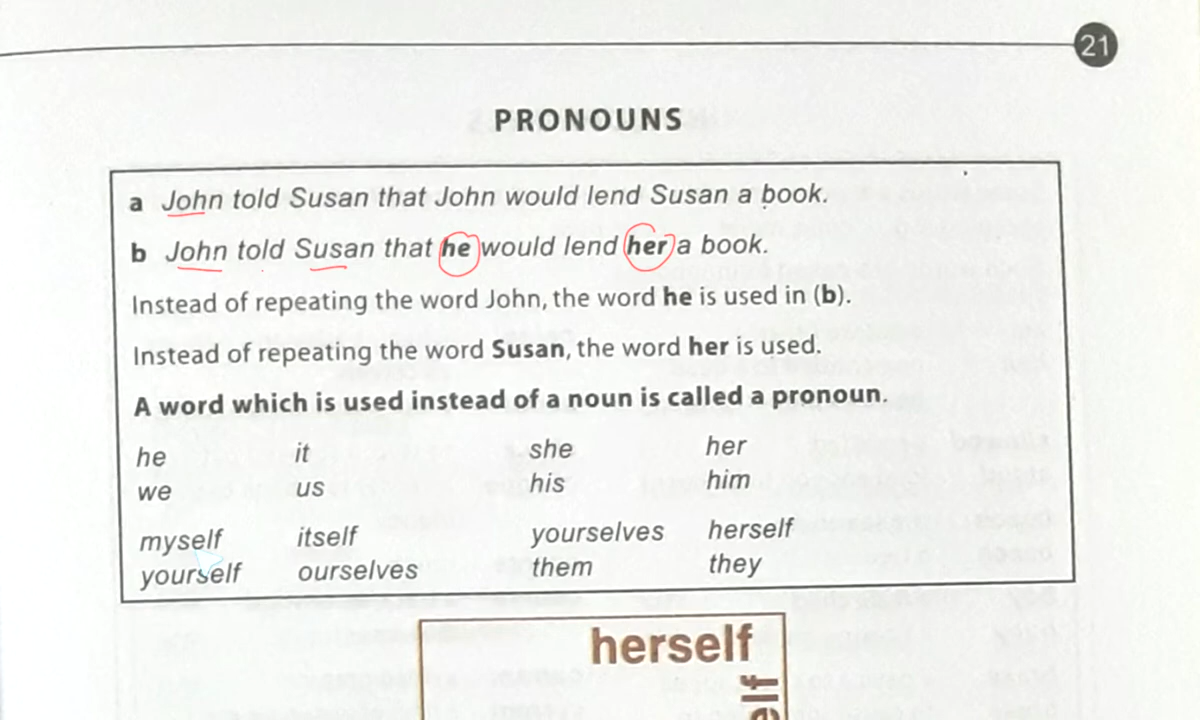 21
PRONOUNS
a John told Susan that John would lend Susan a book.
b John told Susan that he would lend her a book.
Instead of repeating the word John, the word he is used in (b).
Instead of repeating the word Susan, the word her is used.
A word which is used instead of a noun is called a pronoun.
he it she her
we us his him
myself itself yourselves herself
yourself ourselves them they
herself